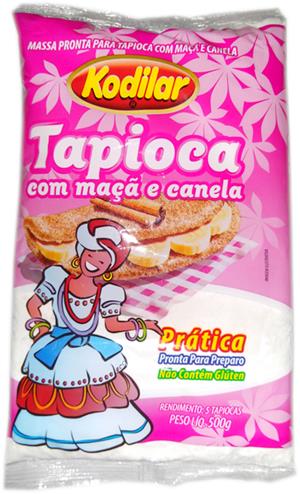 MASSA PRONTA PARA TAPIOCA COM MAÇÃ E CANELA
Kodilar
Tapioca
com maçã e canela
Prática
Pronta Para Preparo
Não Contém Glúten
RENDIMENTO: 5 TAPIOCAS
PESO LÍQ. 500g